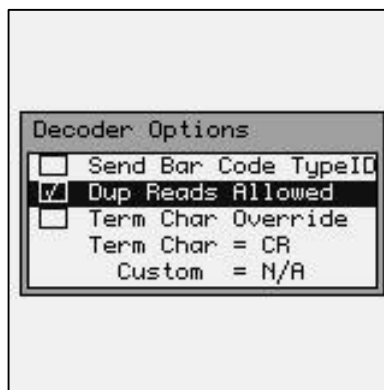 Decoder Options
Send Bar Code TypeID
Dup Reads Allowed
Term Char Override
Term Char = CR
Custom = N/A